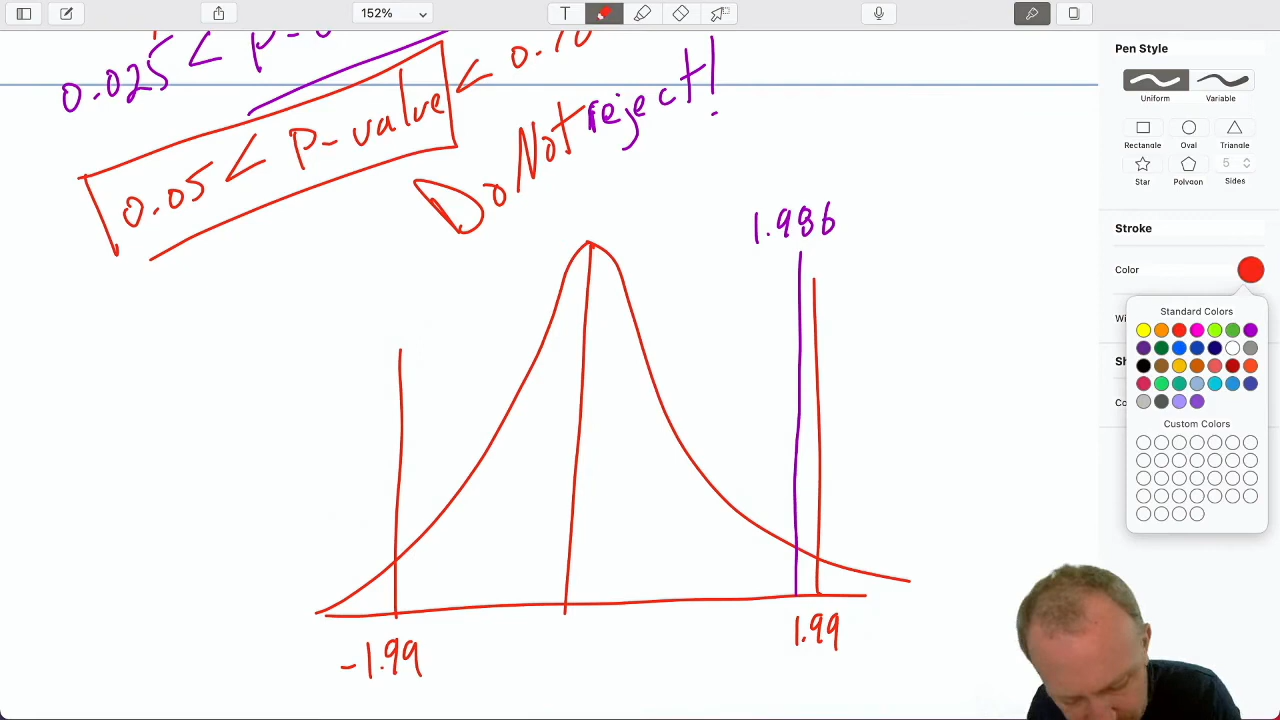 152%
T
Pen Style
Uniform
Variable
Rectangle
Oval
Triangle
Star
Polygon
5
Sides
Stroke
Color
Standard Colors
Custom Colors
0.025 < p-v
0.05 < P-value < 0.10
Do Not reject!
1.986
-1.99
1.99